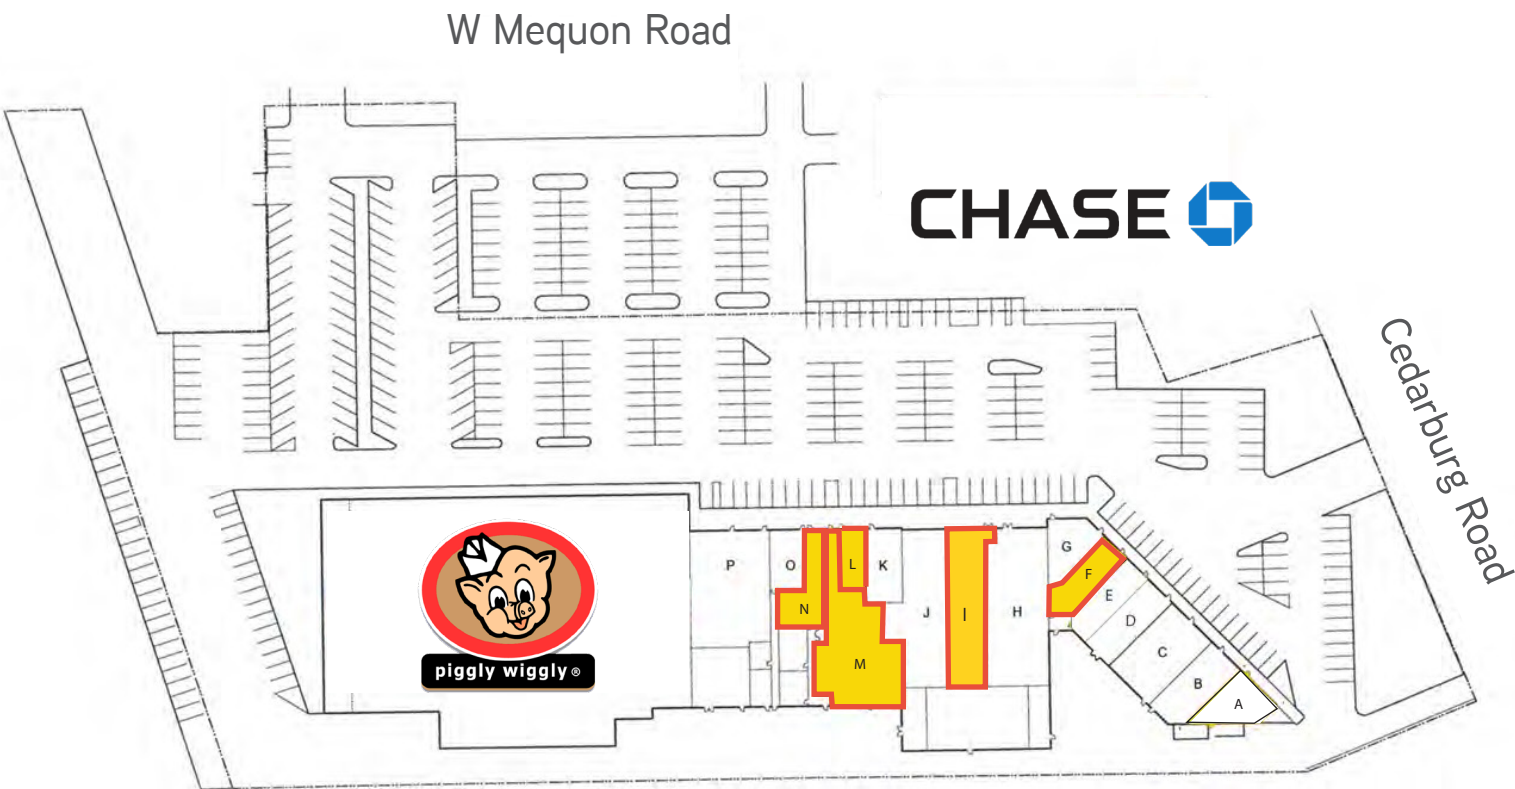 W Mequon Road
CHASE
Cedarburg Road
piggly wiggly®
P
O
N
L
K
M
J
I
H
G
F
E
D
C
B
A